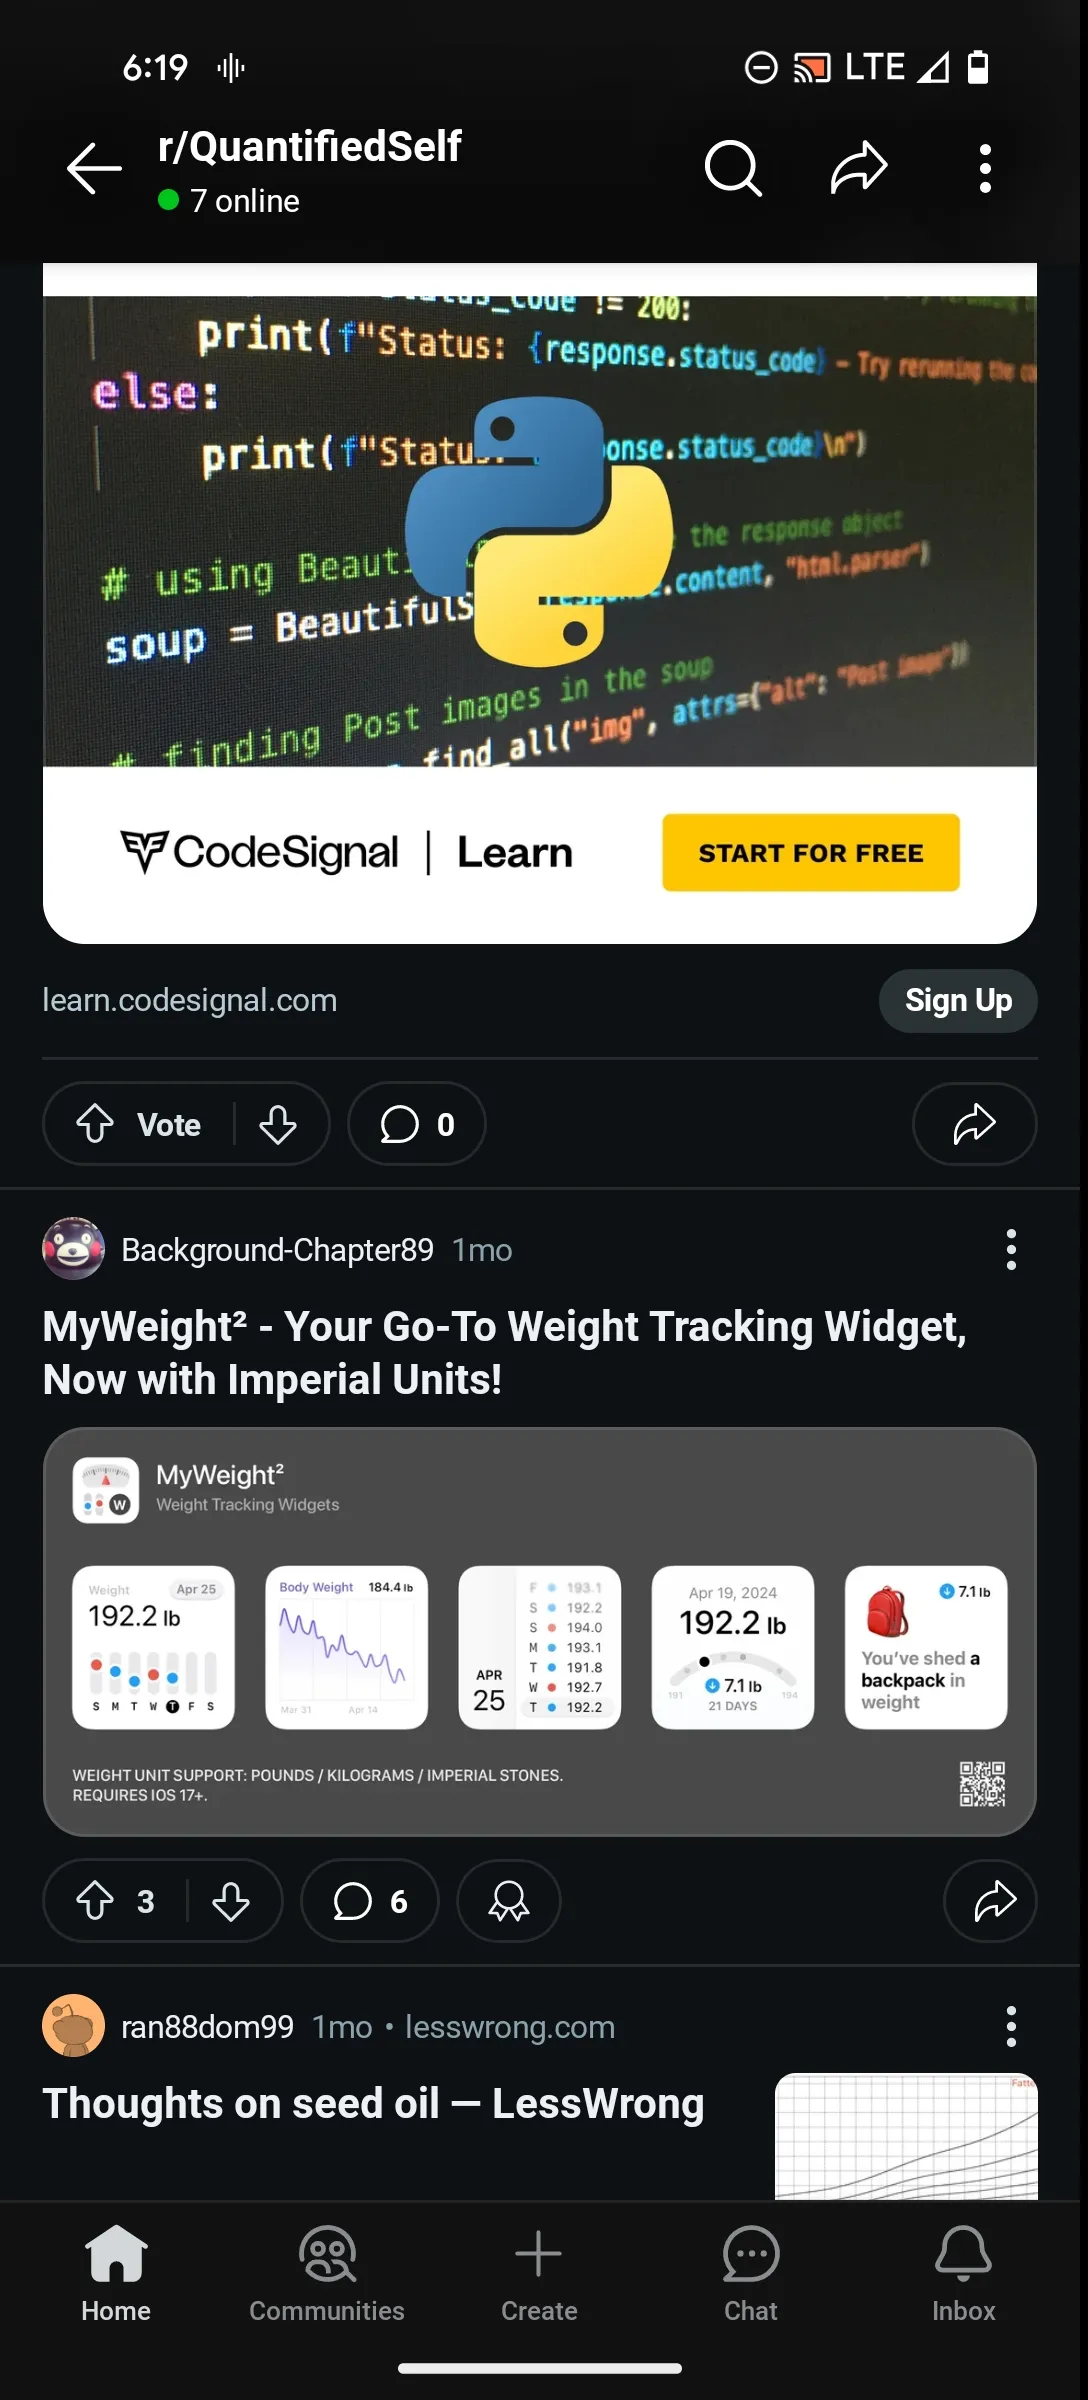 6:19
LTE
r/QuantifiedSelf
7 online
!= 200:
print(f"Status: {response.status_code} - Try rerunning the
else:
print(f"Statu
onse.status_code}\n")
# using Beauti
the response object
soup = BeautifulS
.content, "html.parser")
# finding Post images in the soup
find_all("img", attrs={"alt": "Post image"})
CodeSignal | Learn
START FOR FREE
learn.codesignal.com
Sign Up
Vote
0
Background-Chapter89 1mo
MyWeight² - Your Go-To Weight Tracking Widget,
Now with Imperial Units!
MyWeight²
Weight Tracking Widgets
W
Weight Apr 25
192.2 lb
S M T W T F S
Body Weight 184.4 lb
Mar 31 Apr 14
APR
25
F 193.1
S 192.2
S 194.0
M 193.1
T 191.8
W 192.7
T 192.2
Apr 19, 2024
192.2 lb
191 7.1 lb 194
21 DAYS
7.1 lb
You've shed a
backpack in
weight
WEIGHT UNIT SUPPORT: POUNDS / KILOGRAMS / IMPERIAL STONES.
REQUIRES IOS 17+.
3
6
ran88dom99 1mo • lesswrong.com
Thoughts on seed oil — LessWrong
Home
Communities
Create
Chat
Inbox